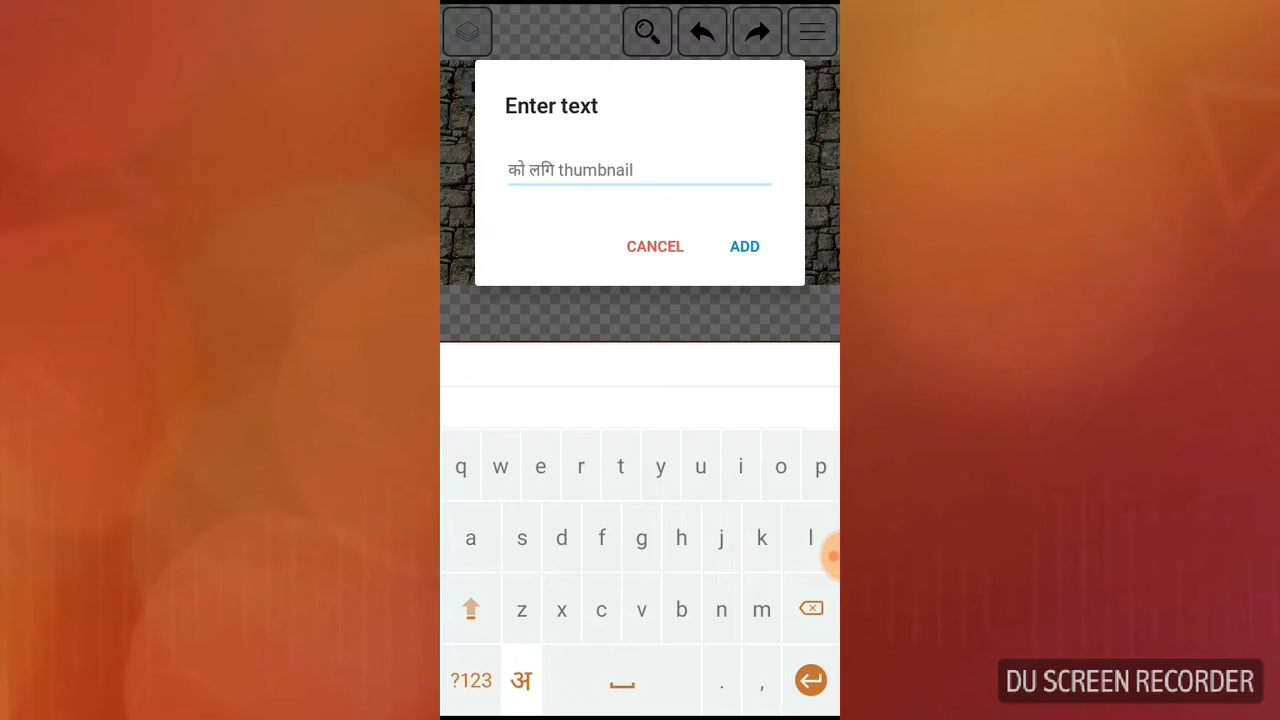 Enter text
को लगि thumbnail
CANCEL ADD
q w e r t y u i o p
a s d f g h j k l
z x c v b n m
?123 अ . ,
DU SCREEN RECORDER